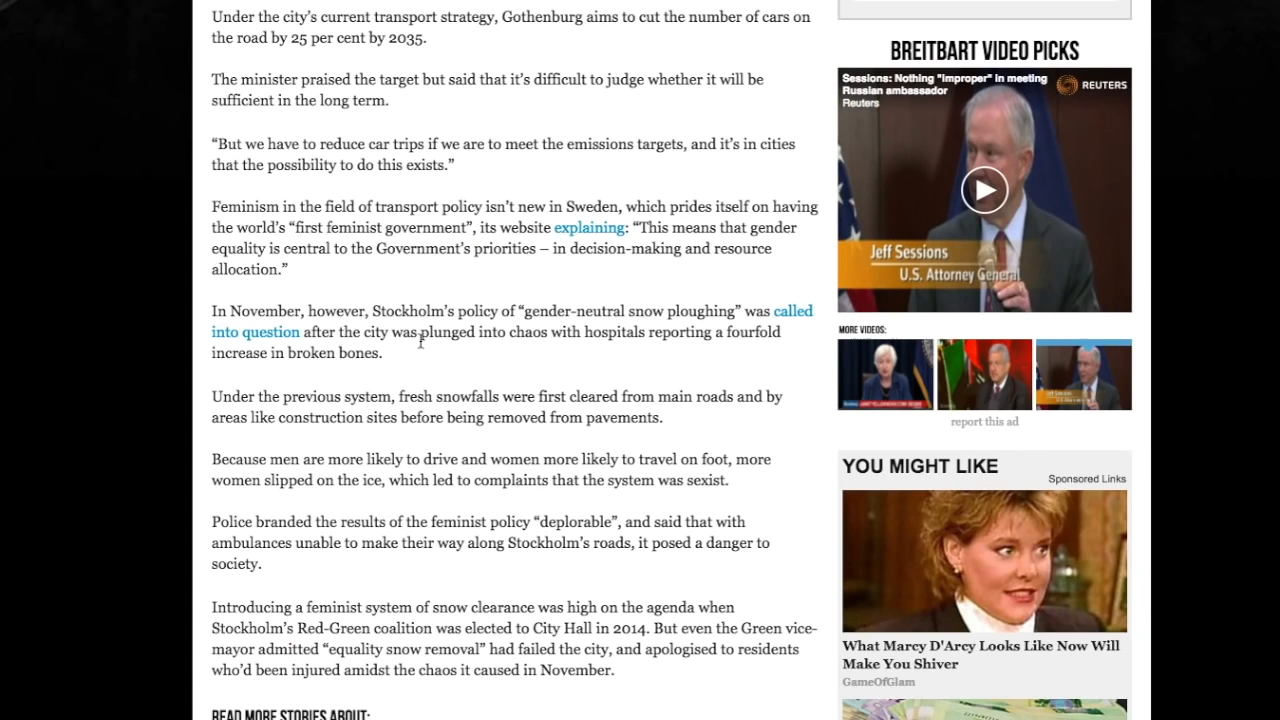 Under the city’s current transport strategy, Gothenburg aims to cut the number of cars on
the road by 25 per cent by 2035.
The minister praised the target but said that it’s difficult to judge whether it will be
sufficient in the long term.
“But we have to reduce car trips if we are to meet the emissions targets, and it’s in cities
that the possibility to do this exists.”
Feminism in the field of transport policy isn’t new in Sweden, which prides itself on having
the world’s “first feminist government”, its website explaining: “This means that gender
equality is central to the Government’s priorities – in decision-making and resource
allocation.”
In November, however, Stockholm’s policy of “gender-neutral snow ploughing” was called
into question after the city was plunged into chaos with hospitals reporting a fourfold
increase in broken bones.
Under the previous system, fresh snowfalls were first cleared from main roads and by
areas like construction sites before being removed from pavements.
Because men are more likely to drive and women more likely to travel on foot, more
women slipped on the ice, which led to complaints that the system was sexist.
Police branded the results of the feminist policy “deplorable”, and said that with
ambulances unable to make their way along Stockholm’s roads, it posed a danger to
society.
Introducing a feminist system of snow clearance was high on the agenda when
Stockholm’s Red-Green coalition was elected to City Hall in 2014. But even the Green vice-
mayor admitted “equality snow removal” had failed the city, and apologised to residents
who’d been injured amidst the chaos it caused in November.
READ MORE STORIES ABOUT:
BREITBART VIDEO PICKS
Sessions: Nothing "improper" in meeting
Russian ambassador
Reuters
REUTERS
Jeff Sessions
U.S. Attorney General
MORE VIDEOS:
report this ad
YOU MIGHT LIKE
Sponsored Links
What Marcy D'Arcy Looks Like Now Will
Make You Shiver
GameOfGlam